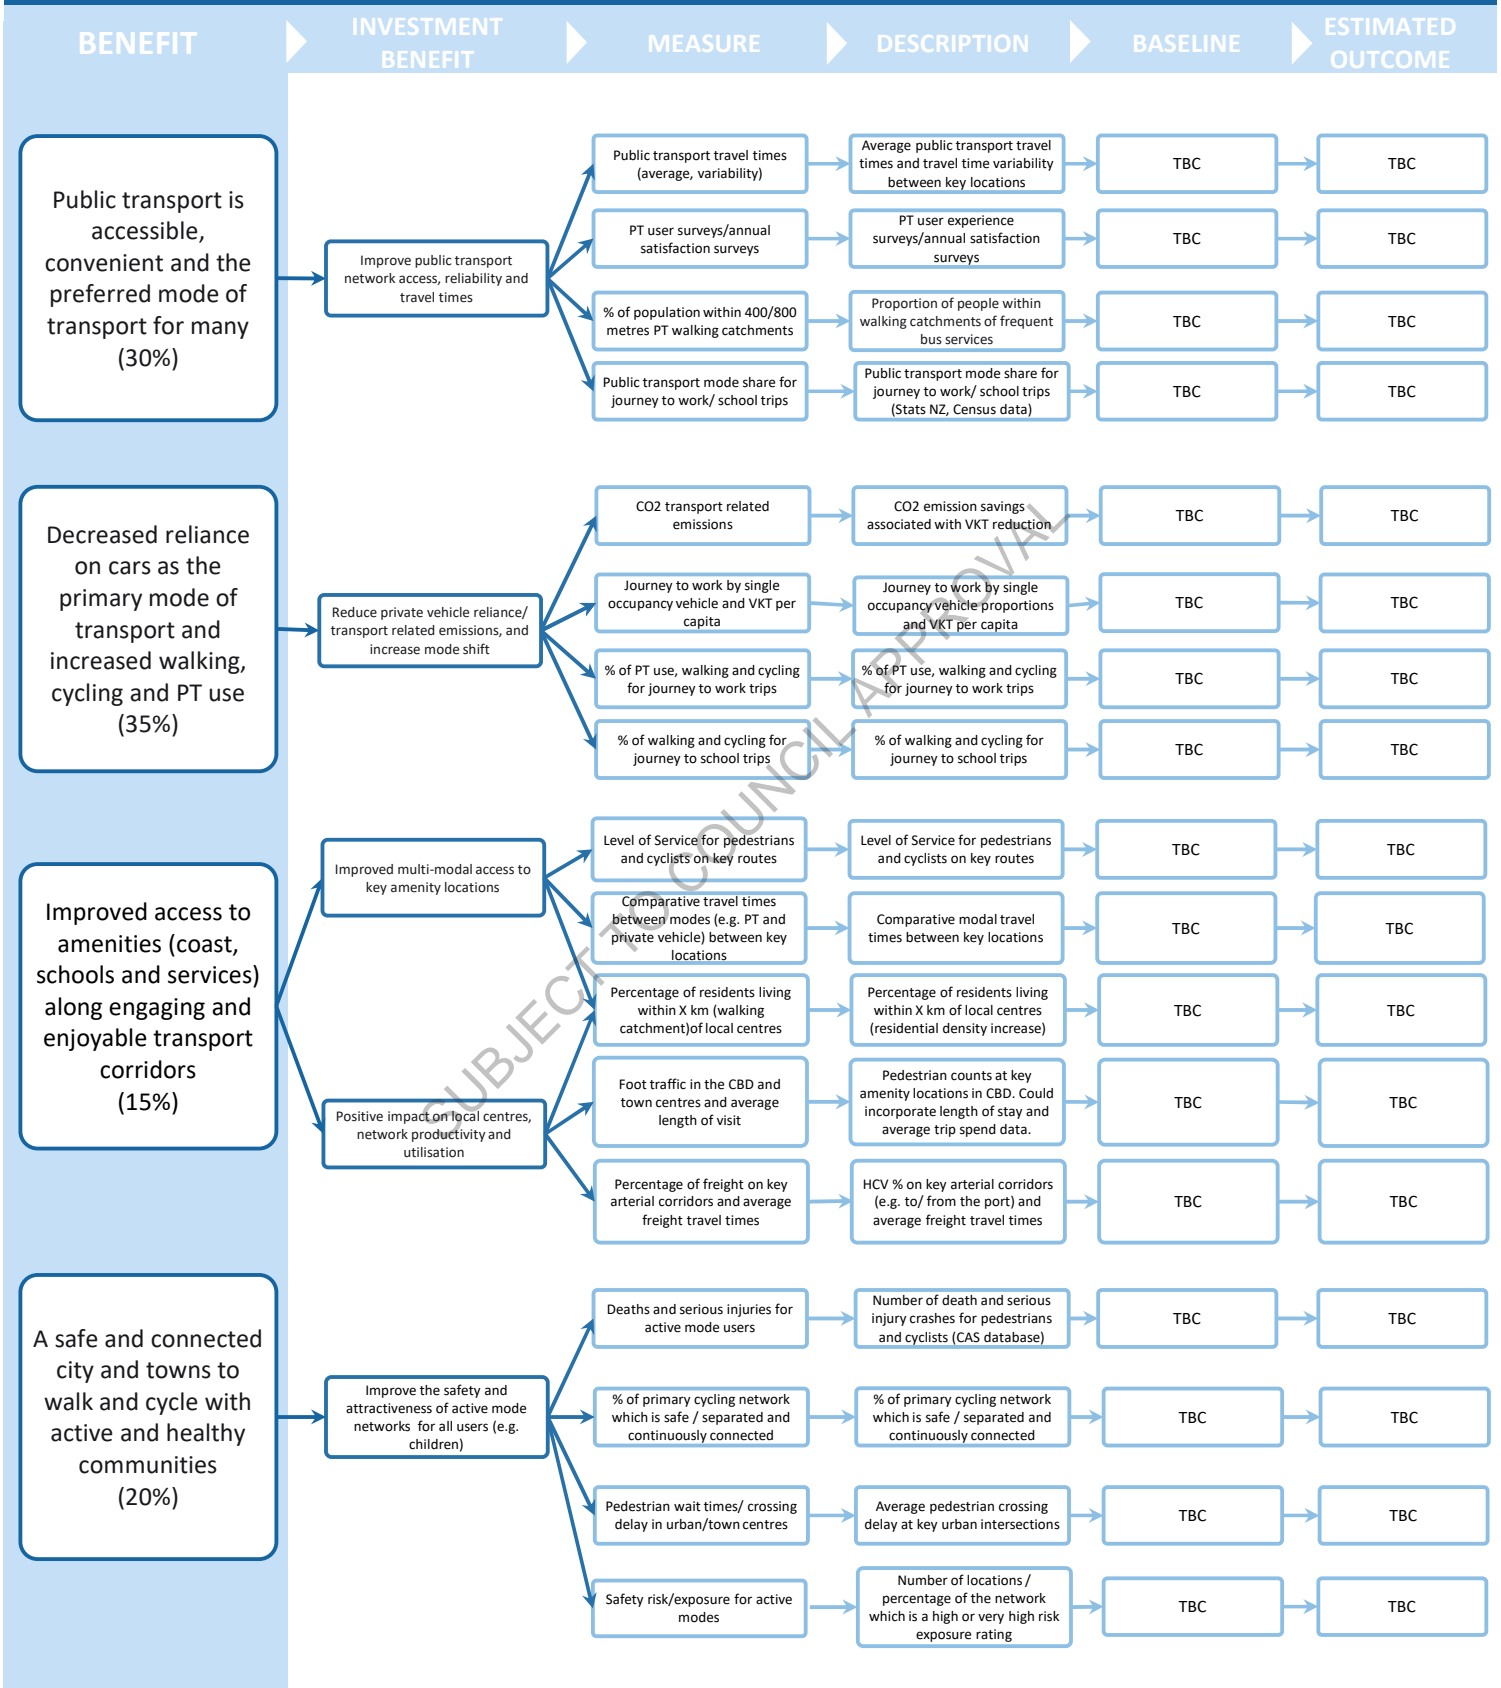 BENEFIT
INVESTMENT
BENEFIT
MEASURE
DESCRIPTION
BASELINE
ESTIMATED
OUTCOME
Public transport is
accessible,
convenient and the
preferred mode of
transport for many
(30%)
Improve public transport
network access, reliability and
travel times
Public transport travel times
(average, variability)
Average public transport travel
times and travel time variability
between key locations
TBC
TBC
PT user surveys/annual
satisfaction surveys
PT user experience
surveys/annual satisfaction
surveys
TBC
TBC
% of population within 400/800
metres PT walking catchments
Proportion of people within
walking catchments of frequent
bus services
TBC
TBC
Public transport mode share for
journey to work/ school trips
Public transport mode share for
journey to work/ school trips
(Stats NZ, Census data)
TBC
TBC
Decreased reliance
on cars as the
primary mode of
transport and
increased walking,
cycling and PT use
(35%)
Reduce private vehicle reliance/
transport related emissions, and
increase mode shift
CO2 transport related
emissions
CO2 emission savings
associated with VKT reduction
TBC
TBC
Journey to work by single
occupancy vehicle and VKT per
capita
Journey to work by single
occupancy vehicle proportions
and VKT per capita
TBC
TBC
% of PT use, walking and cycling
for journey to work trips
% of PT use, walking and cycling
for journey to work trips
TBC
TBC
% of walking and cycling for
journey to school trips
% of walking and cycling for
journey to school trips
TBC
TBC
Improved access to
amenities (coast,
schools and services)
along engaging and
enjoyable transport
corridors
(15%)
Improved multi-modal access to
key amenity locations
Level of Service for pedestrians
and cyclists on key routes
Level of Service for pedestrians
and cyclists on key routes
TBC
TBC
Comparative travel times
between modes (e.g. PT and
private vehicle) between key
locations
Comparative modal travel
times between key locations
TBC
TBC
Percentage of residents living
within X km (walking
catchment)of local centres
Percentage of residents living
within X km of local centres
(residential density increase)
TBC
TBC
Positive impact on local centres,
network productivity and
utilisation
Foot traffic in the CBD and
town centres and average
length of visit
Pedestrian counts at key
amenity locations in CBD. Could
incorporate length of stay and
average trip spend data.
TBC
TBC
Percentage of freight on key
arterial corridors and average
freight travel times
HCV % on key arterial corridors
(e.g. to/ from the port) and
average freight travel times
TBC
TBC
A safe and connected
city and towns to
walk and cycle with
active and healthy
communities
(20%)
Improve the safety and
attractiveness of active mode
networks for all users (e.g.
children)
Deaths and serious injuries for
active mode users
Number of death and serious
injury crashes for pedestrians
and cyclists (CAS database)
TBC
TBC
% of primary cycling network
which is safe / separated and
continuously connected
% of primary cycling network
which is safe / separated and
continuously connected
TBC
TBC
Pedestrian wait times/ crossing
delay in urban/town centres
Average pedestrian crossing
delay at key urban intersections
TBC
TBC
Safety risk/exposure for active
modes
Number of locations /
percentage of the network
which is a high or very high risk
exposure rating
TBC
TBC
SUBJECT TO COUNCIL APPROVAL